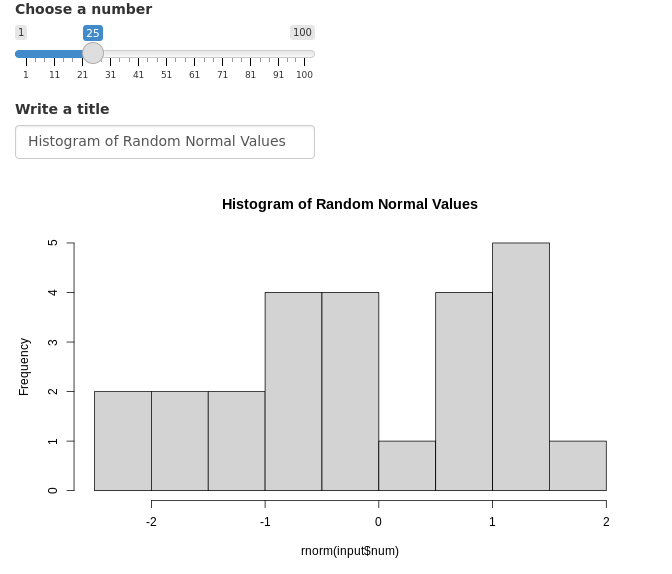 Choose a number
1 25 100
1 11 21 31 41 51 61 71 81 91 100
Write a title
Histogram of Random Normal Values
Histogram of Random Normal Values
5
4
3
2
1
0
Frequency
-2 -1 0 1 2
rnorm(input$num)